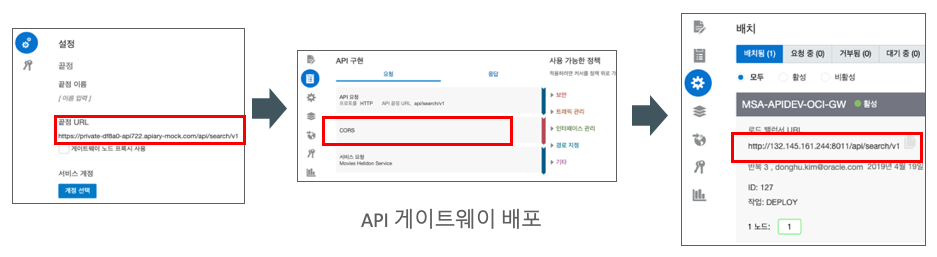 설정
끝점
끝점 이름
[ 이름 입력 ]
끝점 URL
https://private-df8a0-api722.apiary-mock.com/api/search/v1
게이트웨이 노드 프록시 사용
서비스 계정
계정 선택
API 구현
요청
응답
API 요청
프로토콜 HTTP API 끝점 URL api/search/v1
CORS
서비스 요청
Movies Helidon Service
사용 가능한 정책
적용하려면 커서를 정책 위로 가
보안
트래픽 관리
인터페이스 관리
경로 지정
기타
API 게이트웨이 배포
배치
배치됨 (1) 요청 중 (0) 거부됨 (0) 대기 중 (0)
모두 활성 비활성
MSA-APIDEV-OCI-GW 활성
로드 밸런서 URL
http://132.145.161.244:8011/api/search/v1
반복 3 , donghu.kim@oracle.com 2019년 4월 19일
ID: 127
작업: DEPLOY
1 노드: 1